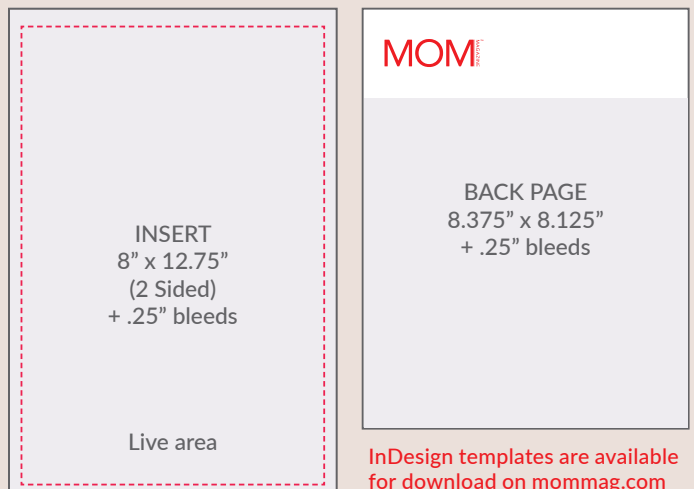 INSERT
8” x 12.75”
(2 Sided)
+ .25” bleeds
Live area
MOM MAGAZINE
BACK PAGE
8.375” x 8.125”
+ .25” bleeds
InDesign templates are available
for download on mommag.com